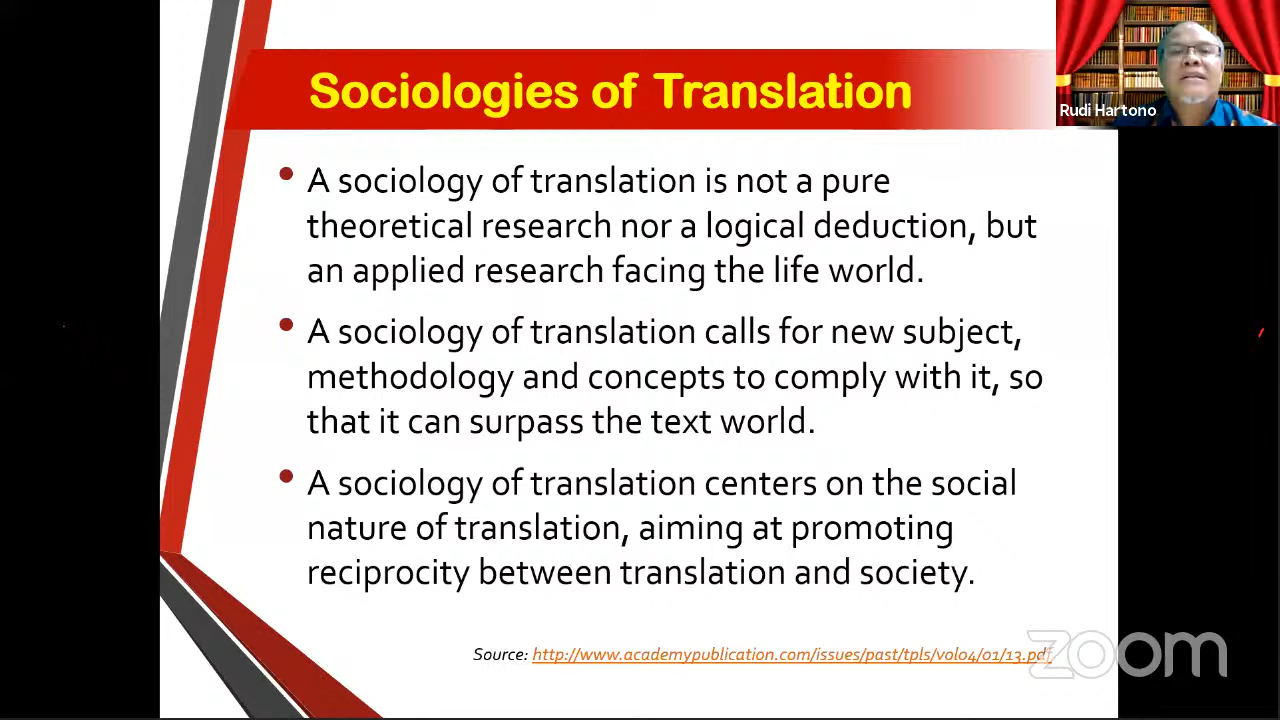 Sociologies of Translation
Rudi Hartono
• A sociology of translation is not a pure
theoretical research nor a logical deduction, but
an applied research facing the life world.
• A sociology of translation calls for new subject,
methodology and concepts to comply with it, so
that it can surpass the text world.
• A sociology of translation centers on the social
nature of translation, aiming at promoting
reciprocity between translation and society.
Source: http://www.academypublication.com/issues/past/tpls/vol04/01/13.pdf
zoom